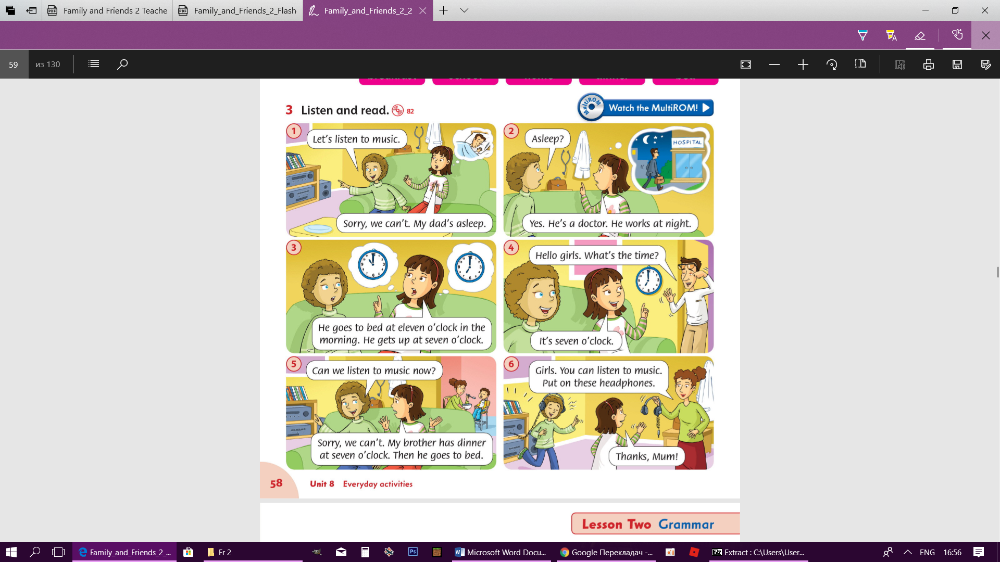 Family and Friends 2 Teache
Family_and_Friends_2_Flash
Family_and_Friends_2_2
59
из 130
breakfast
school
home
dinner
bed
3 Listen and read. 82
MultiROM
Watch the MultiROM!
1
Let's listen to music.
Sorry, we can't. My dad's asleep.
2
Asleep?
HOSPITAL
Yes. He's a doctor. He works at night.
3
He goes to bed at eleven o'clock in the
morning. He gets up at seven o'clock.
4
Hello girls. What's the time?
It's seven o'clock.
5
Can we listen to music now?
Sorry, we can't. My brother has dinner
at seven o'clock. Then he goes to bed.
6
Girls. You can listen to music.
Put on these headphones.
Thanks, Mum!
58
Unit 8 Everyday activities
Lesson Two Grammar
Family_and_Friends_2_...
Fr 2
Microsoft Word Docu...
Google Перекладач -...
Extract : C:\Users\User...
ENG
16:56